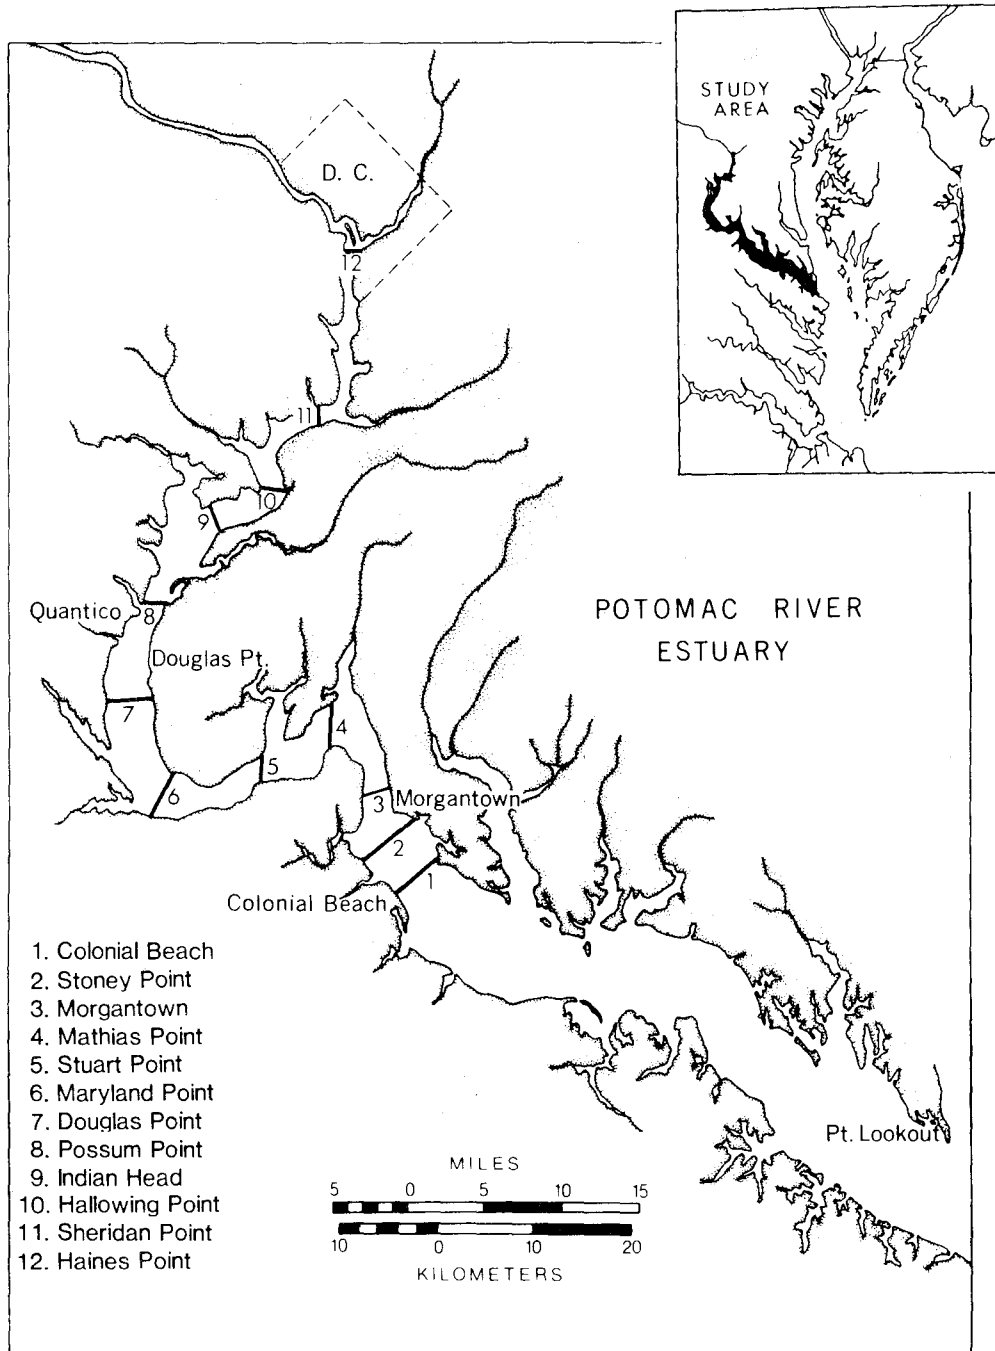 STUDY
AREA
D. C.
12
11
10
9
Quantico
8
POTOMAC RIVER
ESTUARY
Douglas Pt.
7
4
5
6
3
Morgantown
2
1
Colonial Beach
1. Colonial Beach
2. Stoney Point
3. Morgantown
4. Mathias Point
5. Stuart Point
6. Maryland Point
7. Douglas Point
8. Possum Point
9. Indian Head
10. Hallowing Point
11. Sheridan Point
12. Haines Point
Pt. Lookout
MILES
5 0 5 10 15
10 0 10 20
KILOMETERS